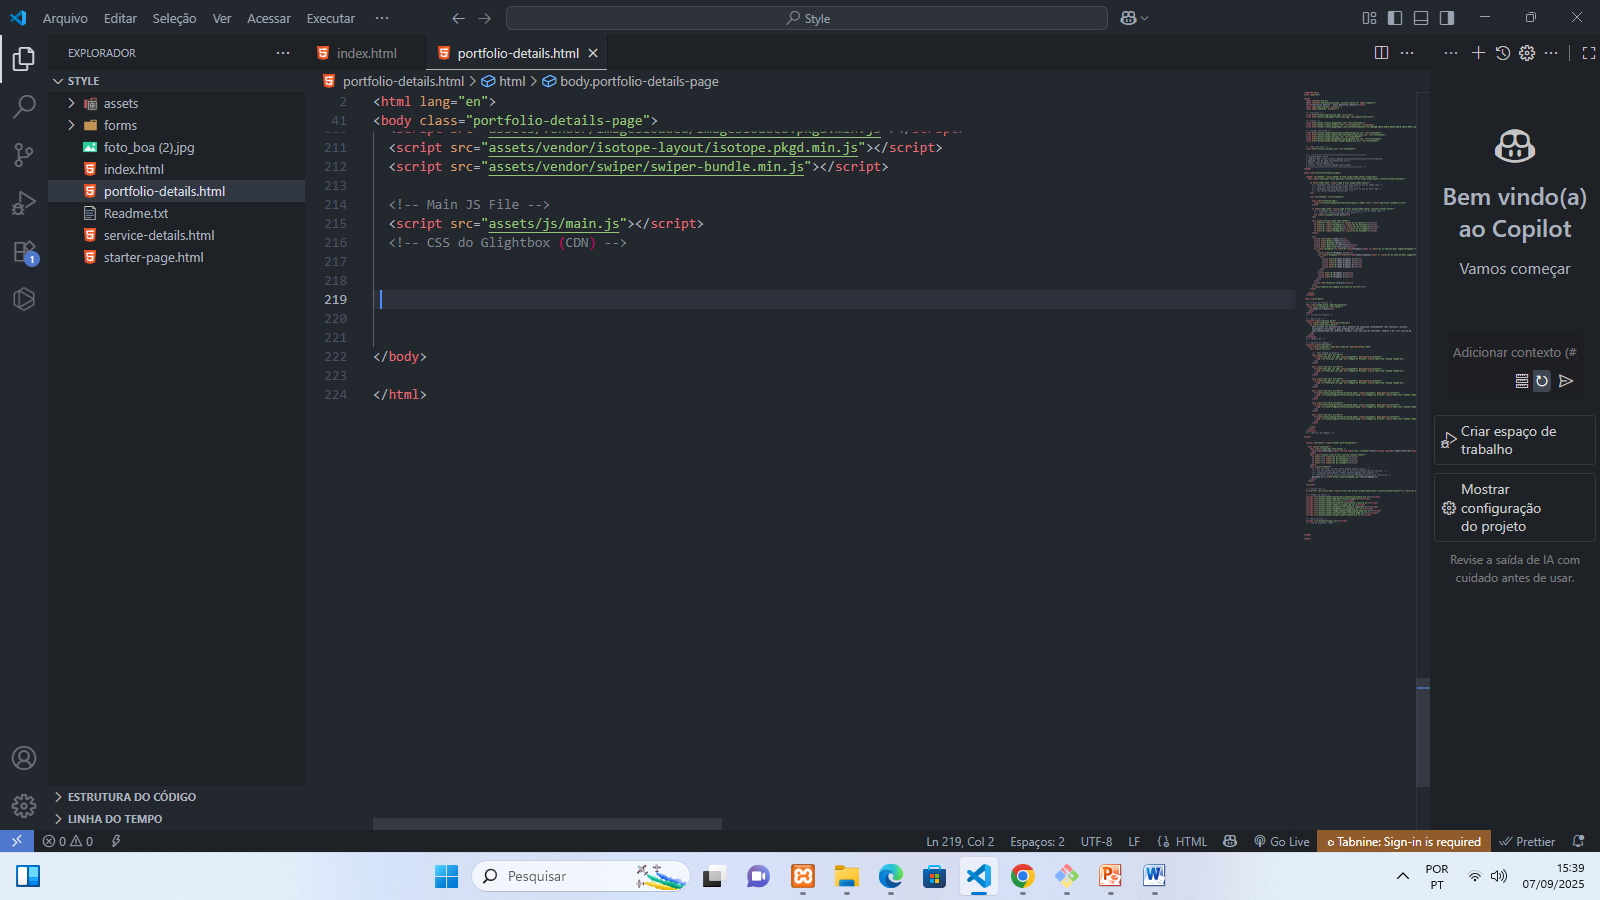 Arquivo Editar Seleção Ver Acessar Executar ··· Style
EXPLORADOR ···
STYLE
assets
forms
foto_boa (2).jpg
index.html
portfolio-details.html
Readme.txt
service-details.html
starter-page.html
ESTRUTURA DO CÓDIGO
LINHA DO TEMPO
index.html portfolio-details.html
portfolio-details.html > html > body.portfolio-details-page
2 <html lang="en">
41 <body class="portfolio-details-page">
211 <script src="assets/vendor/isotope-layout/isotope.pkgd.min.js"></script>
212 <script src="assets/vendor/swiper/swiper-bundle.min.js"></script>
213
214 <!-- Main JS File -->
215 <script src="assets/js/main.js"></script>
216 <!-- CSS do Glightbox (CDN) -->
217
218
219
220
221
222 </body>
223
224 </html>
Bem vindo(a)
ao Copilot
Vamos começar
Adicionar contexto (#
Criar espaço de
trabalho
Mostrar
configuração
do projeto
Revise a saída de IA com
cuidado antes de usar.
0 0 Ln 219, Col 2 Espaços: 2 UTF-8 LF HTML Go Live Tabnine: Sign-in is required Prettier
Pesquisar
POR
PT
15:39
07/09/2025